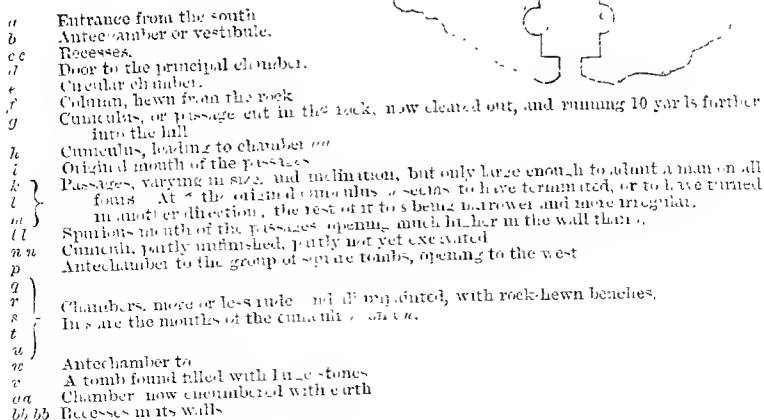 a Entrance from the south
b Antechamber or vestibule.
c c Recesses.
d Door to the principal chamber.
e Circular chamber.
f Column, hewn from the rock
g Cuniculus, or passage cut in the rock, now cleared out, and running 10 yards further
into the hill
h Cuniculus, leading to chamber
i Original mouth of the passages
k Passages, varying in size and inclination, but only large enough to admit a man on all
l fours At the original cuniculus seems to have terminated, or to have turned
m in another direction, the rest of it to s being narrower and more irregular.
l l Spurious mouth of the passages opening much higher in the wall than
n n Cuniculi, partly unfinished, partly not yet excavated
p Antechamber to the group of square tombs, opening to the west
q
r Chambers, more or less rude and all unpainted, with rock-hewn benches,
s In s are the mouths of the cuniculi
t
u
w Antechamber to
v A tomb found filled with large stones
aa Chamber now encumbered with earth
bb bb Recesses in its walls